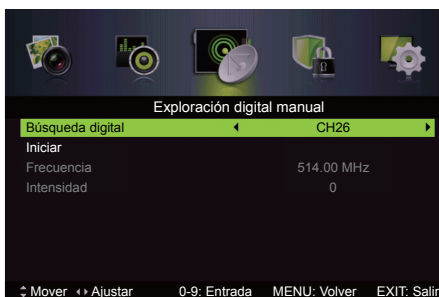 Exploración digital manual
Búsqueda digital CH26
Iniciar
Frecuencia 514.00 MHz
Intensidad 0
Mover Ajustar 0-9: Entrada MENU: Volver EXIT: Salir